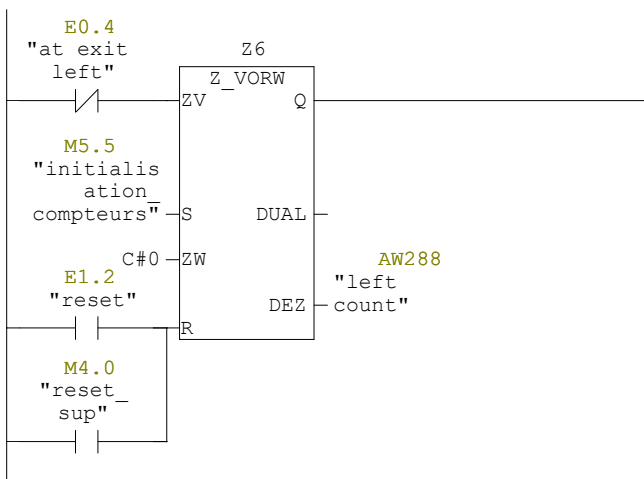 E0.4
"at exit
left"
Z6
Z_VORW
ZV
Q
M5.5
"initialis
ation_
compteurs"
S
DUAL
C#0
ZW
AW288
"left
count"
DEZ
E1.2
"reset"
R
M4.0
"reset_
sup"